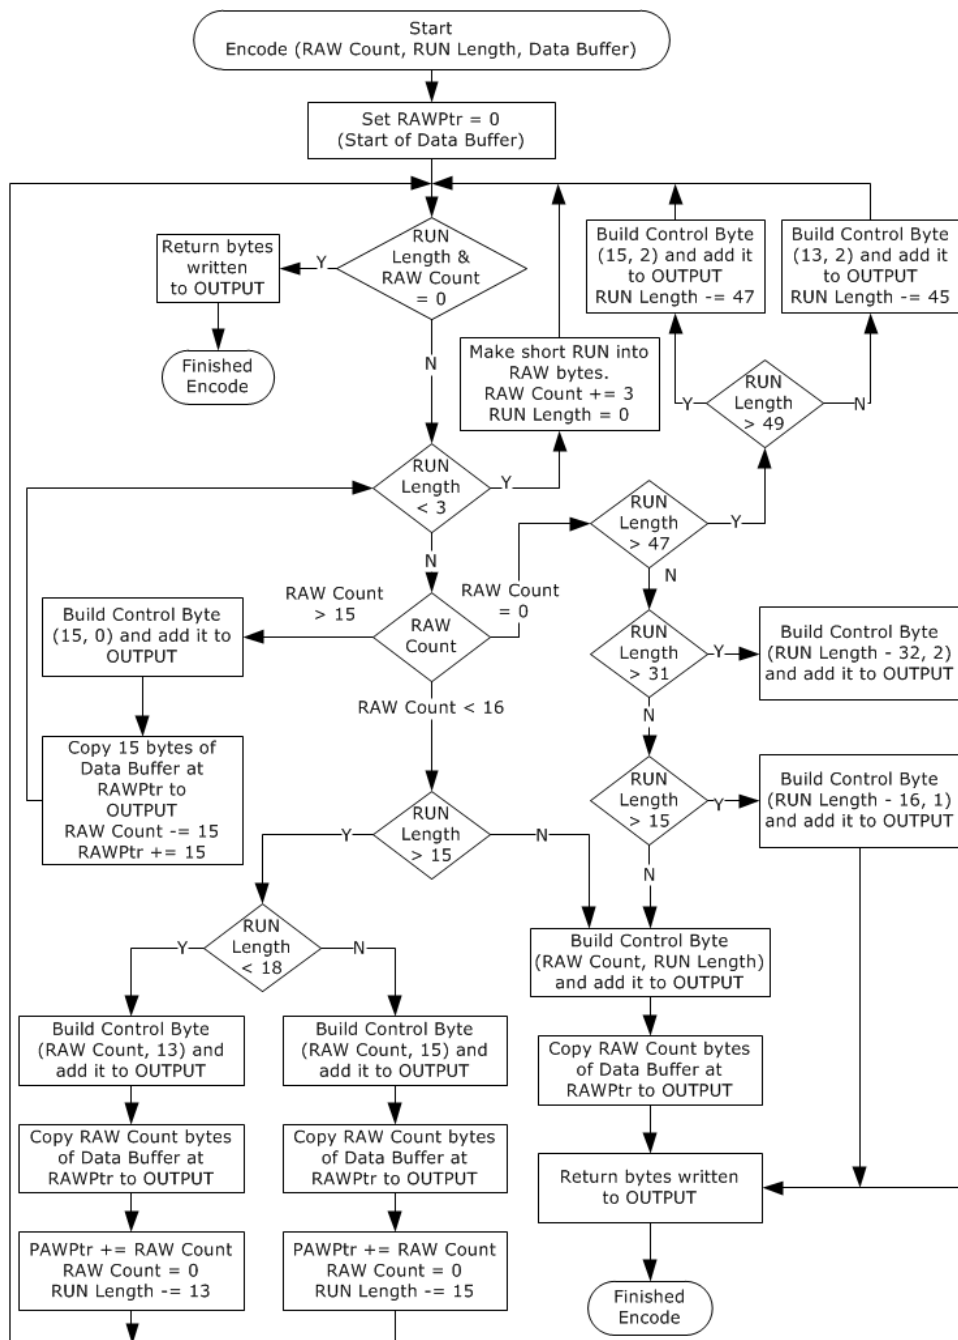 Start
Encode (RAW Count, RUN Length, Data Buffer)
Set RAWPtr = 0
(Start of Data Buffer)
RUN
Length &
RAW Count
= 0
Y
Return bytes
written
to OUTPUT
Finished
Encode
N
Build Control Byte
(15, 2) and add it
to OUTPUT
RUN Length -= 47
Build Control Byte
(13, 2) and add it
to OUTPUT
RUN Length -= 45
Make short RUN into
RAW bytes.
RAW Count += 3
RUN Length = 0
RUN
Length
> 49
Y
N
RUN
Length
< 3
Y
N
RUN
Length
> 47
Y
N
RAW Count
> 15
RAW Count
= 0
RAW
Count
RAW Count < 16
Build Control Byte
(15, 0) and add it to
OUTPUT
Copy 15 bytes of
Data Buffer at
RAWPtr to
OUTPUT
RAW Count -= 15
RAWPtr += 15
RUN
Length
> 31
Y
N
Build Control Byte
(RUN Length - 32, 2)
and add it to OUTPUT
RUN
Length
> 15
Y
N
Build Control Byte
(RUN Length - 16, 1)
and add it to OUTPUT
RUN
Length
> 15
Y
N
RUN
Length
< 18
Y
N
Build Control Byte
(RAW Count, RUN Length)
and add it to OUTPUT
Build Control Byte
(RAW Count, 13) and
add it to OUTPUT
Build Control Byte
(RAW Count, 15) and
add it to OUTPUT
Copy RAW Count bytes
of Data Buffer at
RAWPtr to OUTPUT
Copy RAW Count bytes
of Data Buffer at
RAWPtr to OUTPUT
Copy RAW Count bytes
of Data Buffer at
RAWPtr to OUTPUT
Return bytes written
to OUTPUT
PAWPtr += RAW Count
RAW Count = 0
RUN Length -= 13
PAWPtr += RAW Count
RAW Count = 0
RUN Length -= 15
Finished
Encode